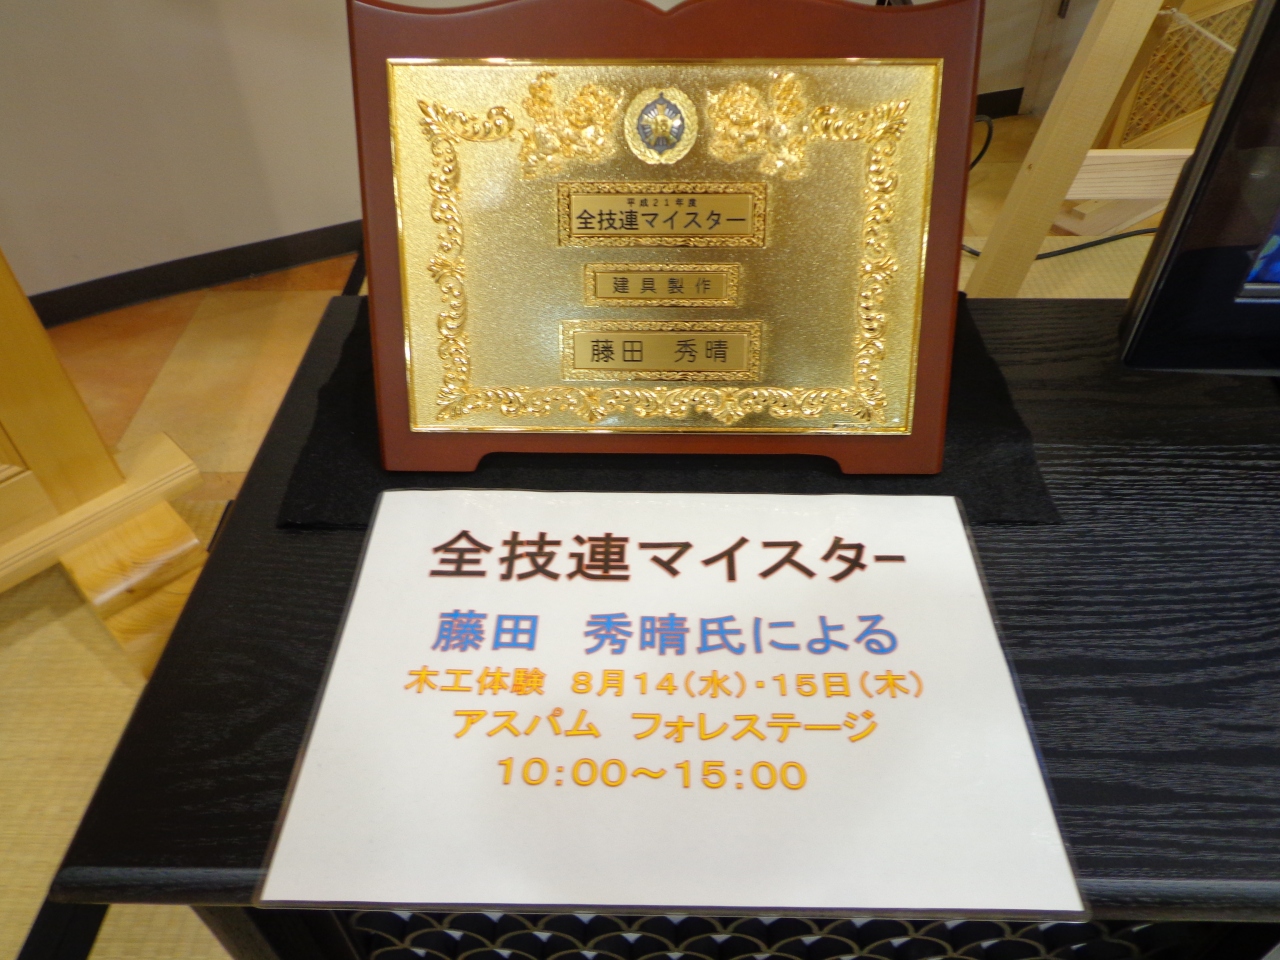 平成21年度
全技連マイスター
建具製作
藤田　秀晴
全技連マイスター
藤田　秀晴氏による
木工体験　8月14(水)・15日(木)
アスパム　フォレステージ
10:00～15:00